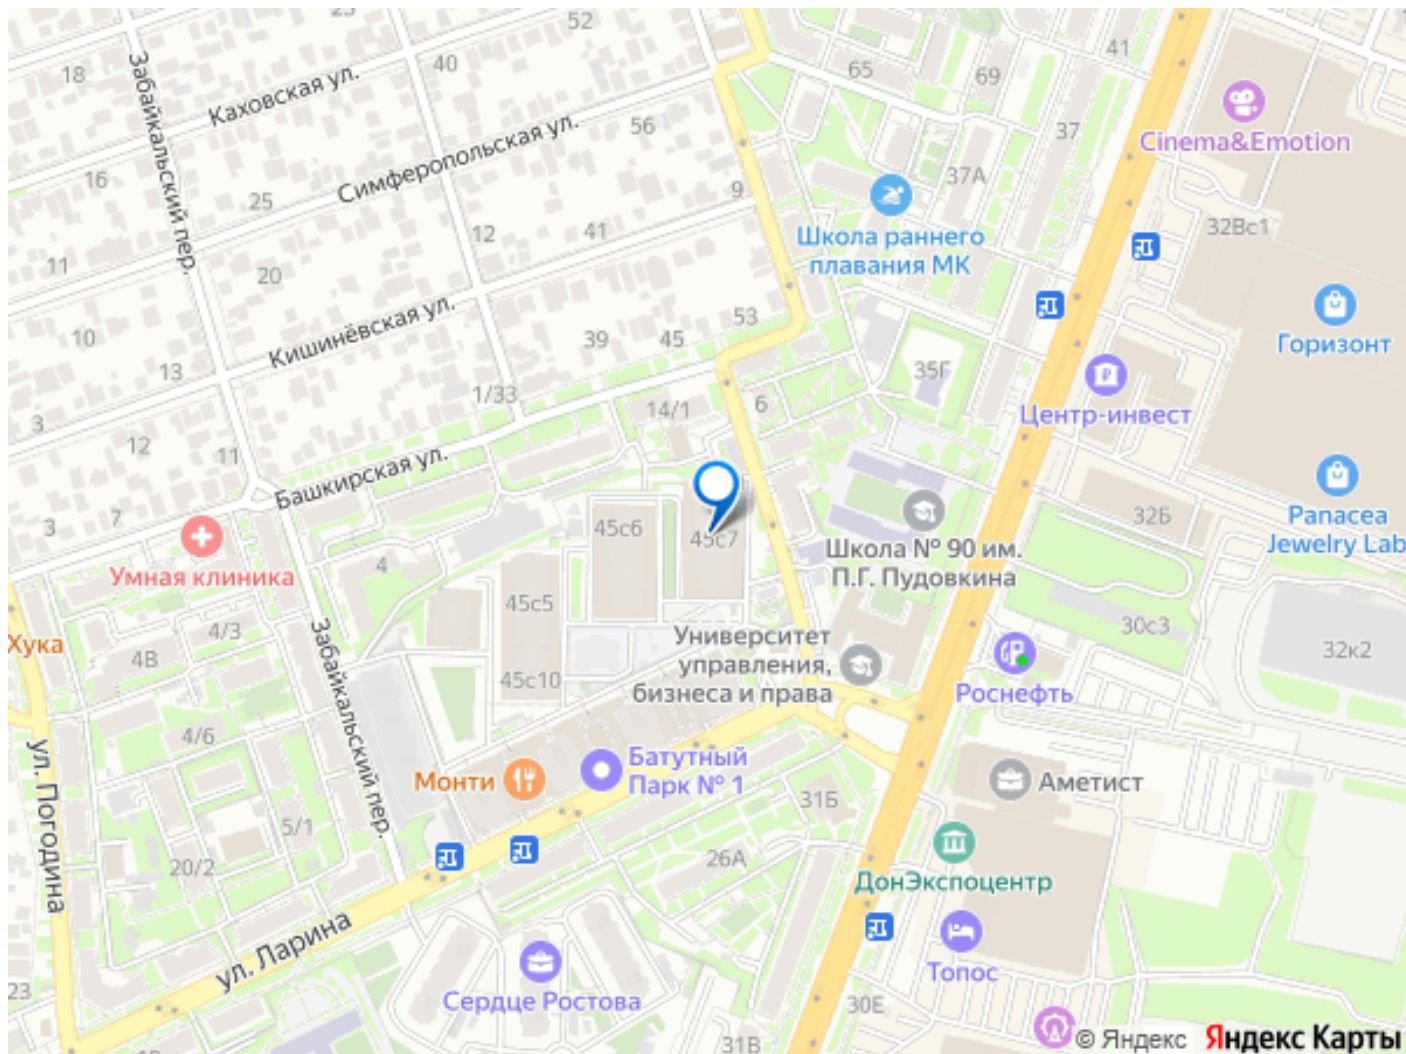 23
52
41
Забайкальский пер.
18
Каховская ул.
40
65
69
Cinema&Emotion
37
56
Симферопольская ул.
16
25
9
37А
32Вс1
12
41
Школа раннего
плавания МК
11
20
10
Кишинёвская ул.
39
45
53
Горизонт
13
35Г
Центр-инвест
1/33
14/1
6
3
12
11
Башкирская ул.
3
7
45с6
45с7
32Б
Panacea
Jewelry Lab
Школа № 90 им.
П.Г. Пудовкина
Умная клиника
4
45с5
30с3
Хука
4/3
4В
Забайкальский пер.
Университет
управления,
бизнеса и права
32к2
45с10
Роснефть
4/6
ул. Погодина
Монти
Батутный
Парк № 1
Аметист
31Б
5/1
20/2
26А
ДонЭкспоцентр
ул. Ларина
Топос
23
Сердце Ростова
30Е
31В
© Яндекс Яндекс Карты